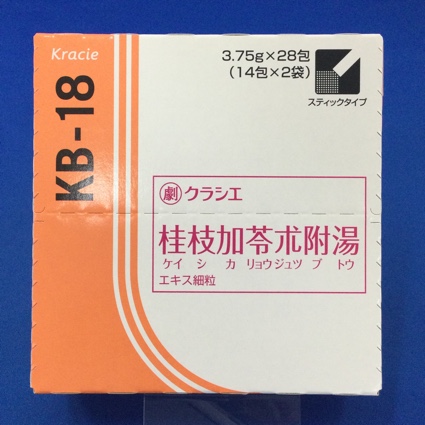 Kracie
KB-18
3.75g×28包
(14包×2袋)
スティックタイプ
劇 クラシエ
桂枝加苓朮附湯
ケイ シ カ リョウジュツ ブ トウ
エキス細粒